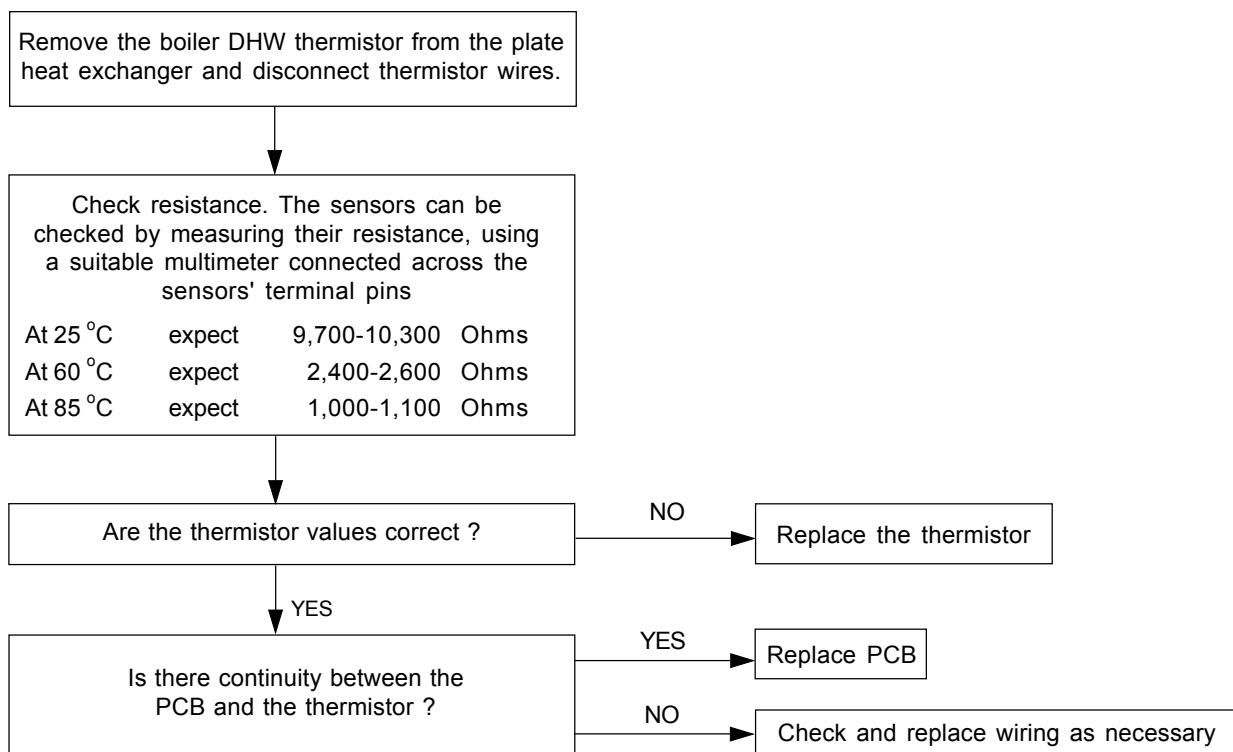 Remove the boiler DHW thermistor from the plate
heat exchanger and disconnect thermistor wires.
Check resistance. The sensors can be
checked by measuring their resistance, using
a suitable multimeter connected across the
sensors' terminal pins
At 25 °C expect 9,700-10,300 Ohms
At 60 °C expect 2,400-2,600 Ohms
At 85 °C expect 1,000-1,100 Ohms
Are the thermistor values correct ?
NO
Replace the thermistor
YES
Is there continuity between the
PCB and the thermistor ?
YES
Replace PCB
NO
Check and replace wiring as necessary